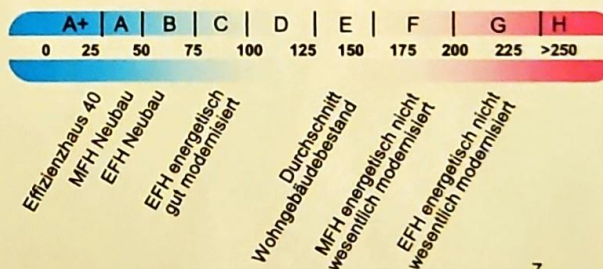 A+ A B C D E F G H
0 25 50 75 100 125 150 175 200 225 >250
Effizienzhaus 40
MFH Neubau
EFH Neubau
EFH energetisch
gut modernisiert
Durchschnitt
Wohngebäudebestand
MFH energetisch nicht
wesentlich modernisiert
EFH energetisch nicht
wesentlich modernisiert
7